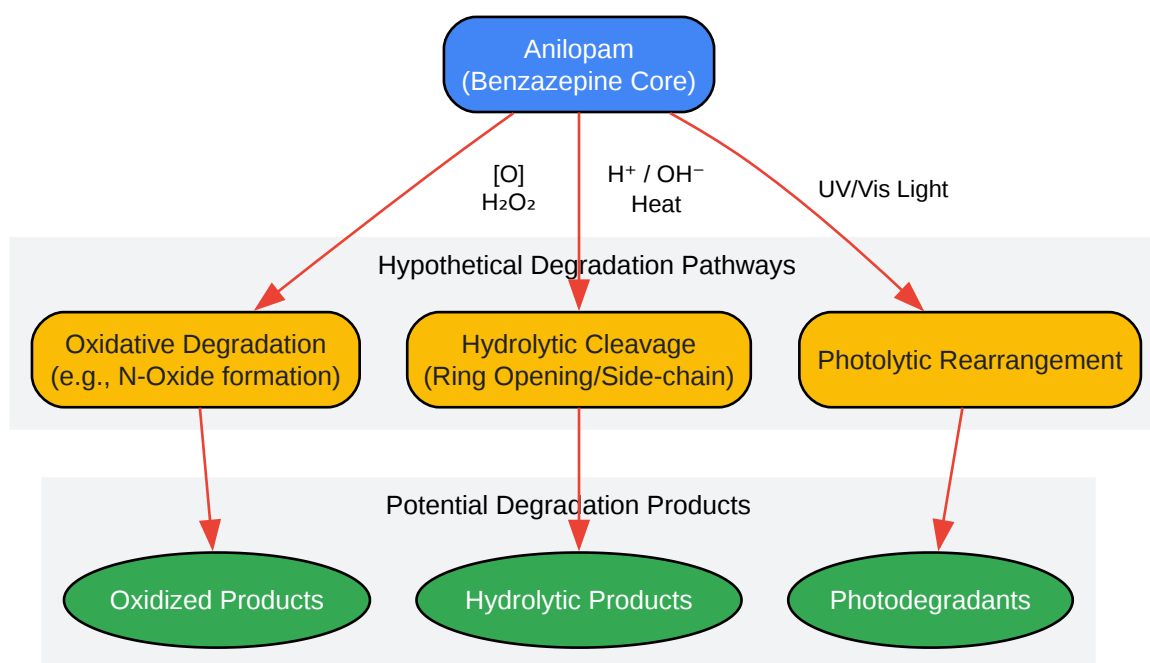 Anilopam
(Benzazepine Core)
[O]
H₂O₂
H⁺ / OH⁻
Heat
UV/Vis Light
Hypothetical Degradation Pathways
Oxidative Degradation
(e.g., N-Oxide formation)
Hydrolytic Cleavage
(Ring Opening/Side-chain)
Photolytic Rearrangement
Potential Degradation Products
Oxidized Products
Hydrolytic Products
Photodegradants